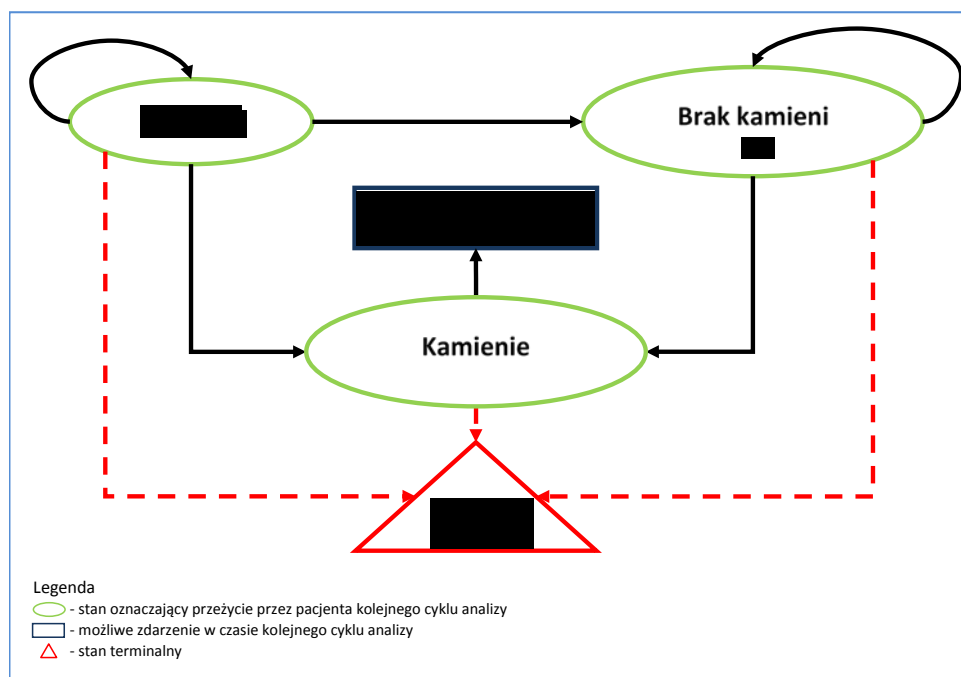 Brak kamieni
Kamienie
Legenda
- stan oznaczający przeżycie przez pacjenta kolejnego cyklu analizy
- możliwe zdarzenie w czasie kolejnego cyklu analizy
- stan terminalny